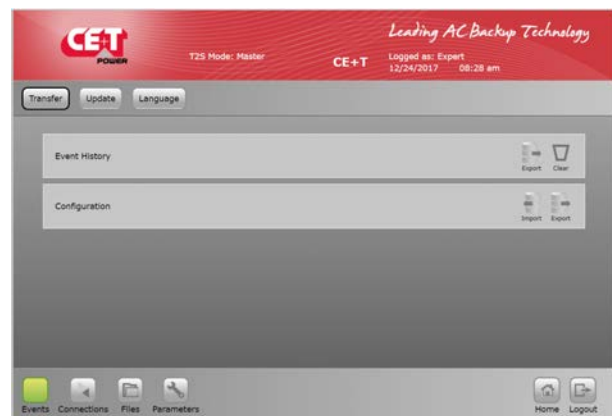 Leading AC Backup Technology
CE+T
POWER
T2S Mode: Master
CE+T
Logged as: Expert
12/24/2017 08:28 am
Transfer Update Language
Event History
Export Clear
Configuration
Import Export
Events Connections Files Parameters
Home Logout